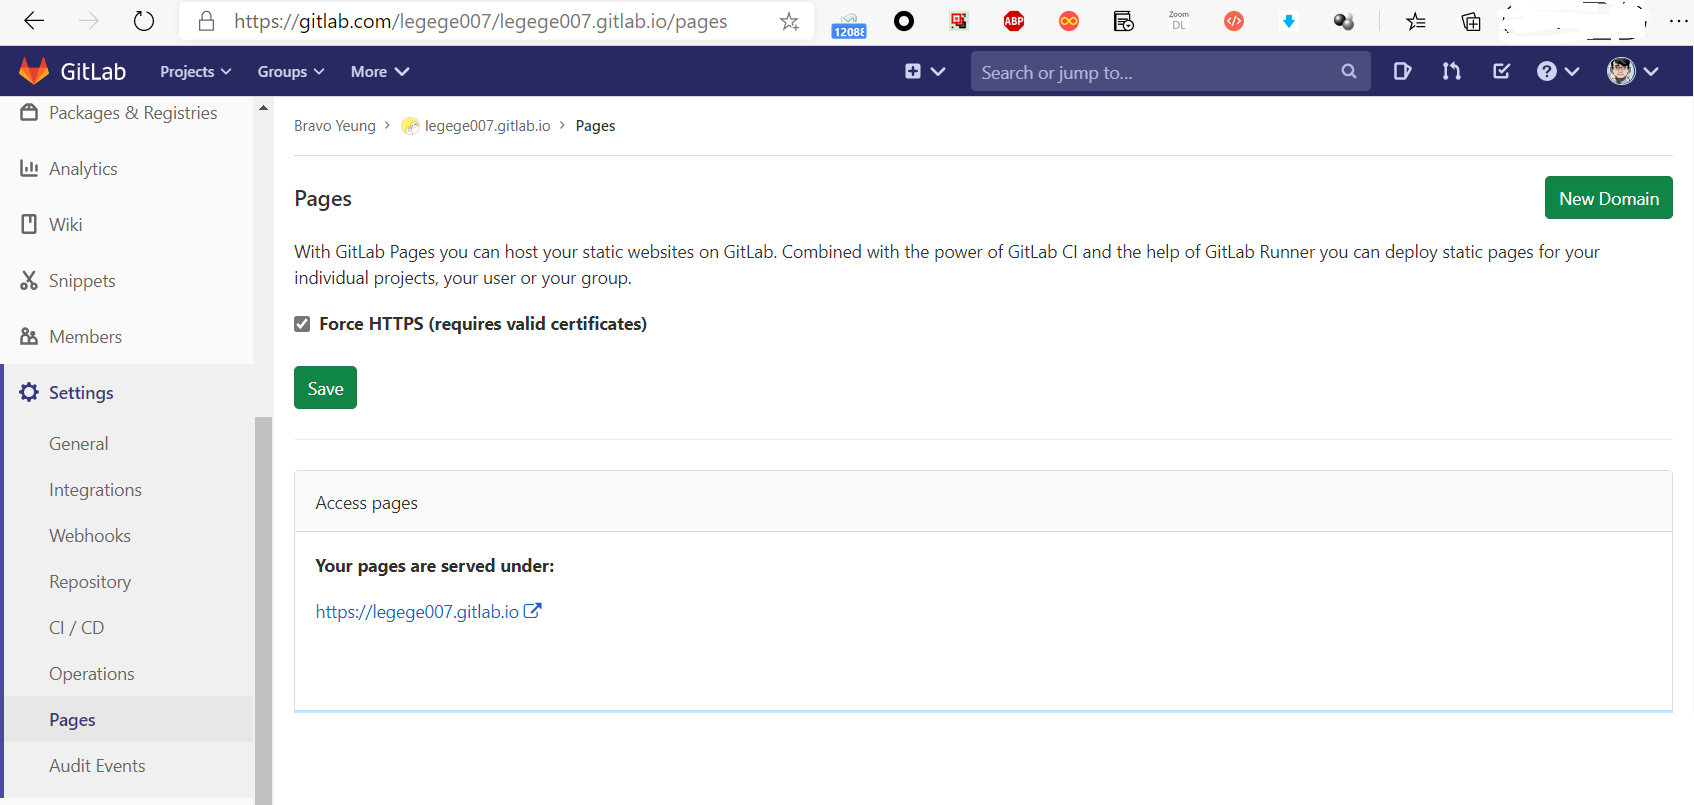 https://gitlab.com/legege007/legege007.gitlab.io/pages
ABP
Zoom
DL
GitLab Projects Groups More Search or jump to...
Packages & Registries
Analytics
Wiki
Snippets
Members
Settings
General
Integrations
Webhooks
Repository
CI / CD
Operations
Pages
Audit Events
Bravo Yeung > legege007.gitlab.io > Pages
Pages
New Domain
With GitLab Pages you can host your static websites on GitLab. Combined with the power of GitLab CI and the help of GitLab Runner you can deploy static pages for your
individual projects, your user or your group.
Force HTTPS (requires valid certificates)
Save
Access pages
Your pages are served under:
https://legege007.gitlab.io